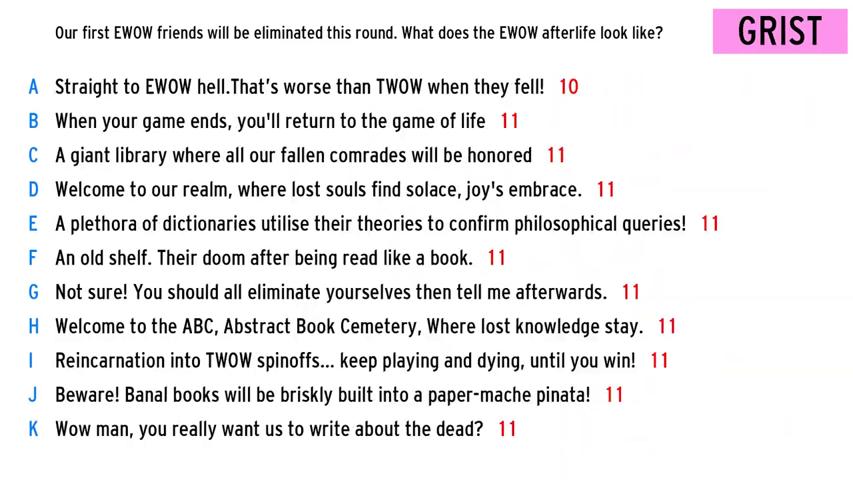 Our first EWOW friends will be eliminated this round. What does the EWOW afterlife look like?
GRIST
A Straight to EWOW hell.That's worse than TWOW when they fell! 10
B When your game ends, you'll return to the game of life 11
C A giant library where all our fallen comrades will be honored 11
D Welcome to our realm, where lost souls find solace, joy's embrace. 11
E A plethora of dictionaries utilise their theories to confirm philosophical queries! 11
F An old shelf. Their doom after being read like a book. 11
G Not sure! You should all eliminate yourselves then tell me afterwards. 11
H Welcome to the ABC, Abstract Book Cemetery, Where lost knowledge stay. 11
I Reincarnation into TWOW spinoffs... keep playing and dying, until you win! 11
J Beware! Banal books will be briskly built into a paper-mache pinata! 11
K Wow man, you really want us to write about the dead? 11